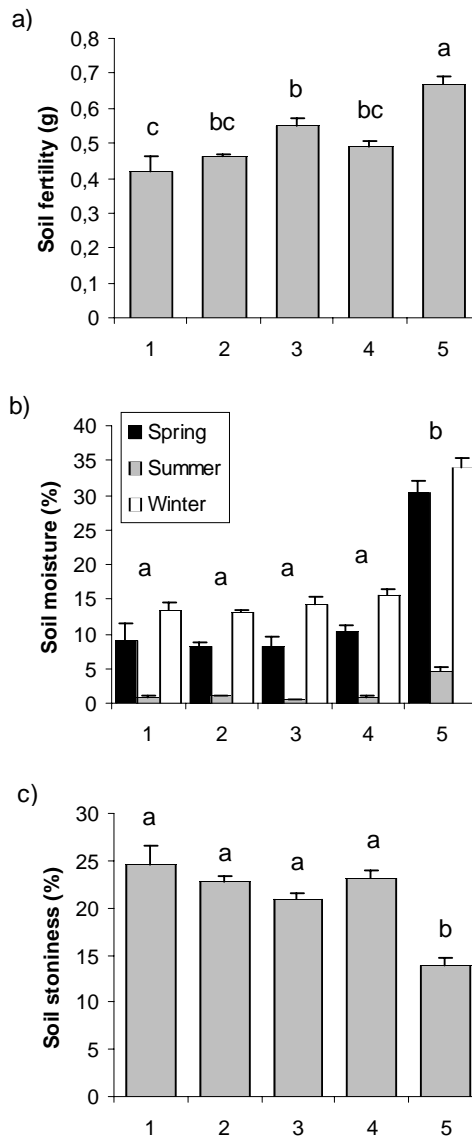 a)
Soil fertility (g)
0,8
0,7
0,6
0,5
0,4
0,3
0,2
0,1
0
c bc b bc a
1 2 3 4 5
b)
Soil moisture (%)
40
35
30
25
20
15
10
5
0
Spring
Summer
Winter
a a a a b
1 2 3 4 5
c)
Soil stoniness (%)
30
25
20
15
10
5
0
a a a a b
1 2 3 4 5